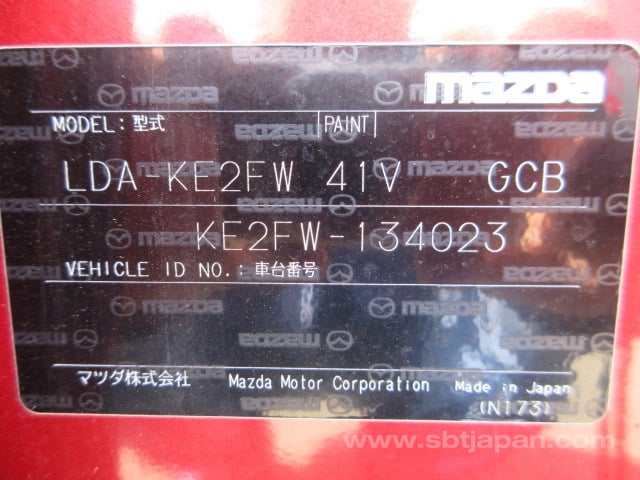 mazda
MODEL: 型式 PAINT
LDA-KE2FW 41V GCB
KE2FW-134023
VEHICLE ID NO.: 車台番号
マツダ株式会社 Mazda Motor Corporation Made in Japan
(N173)
www.sbtjapan.com